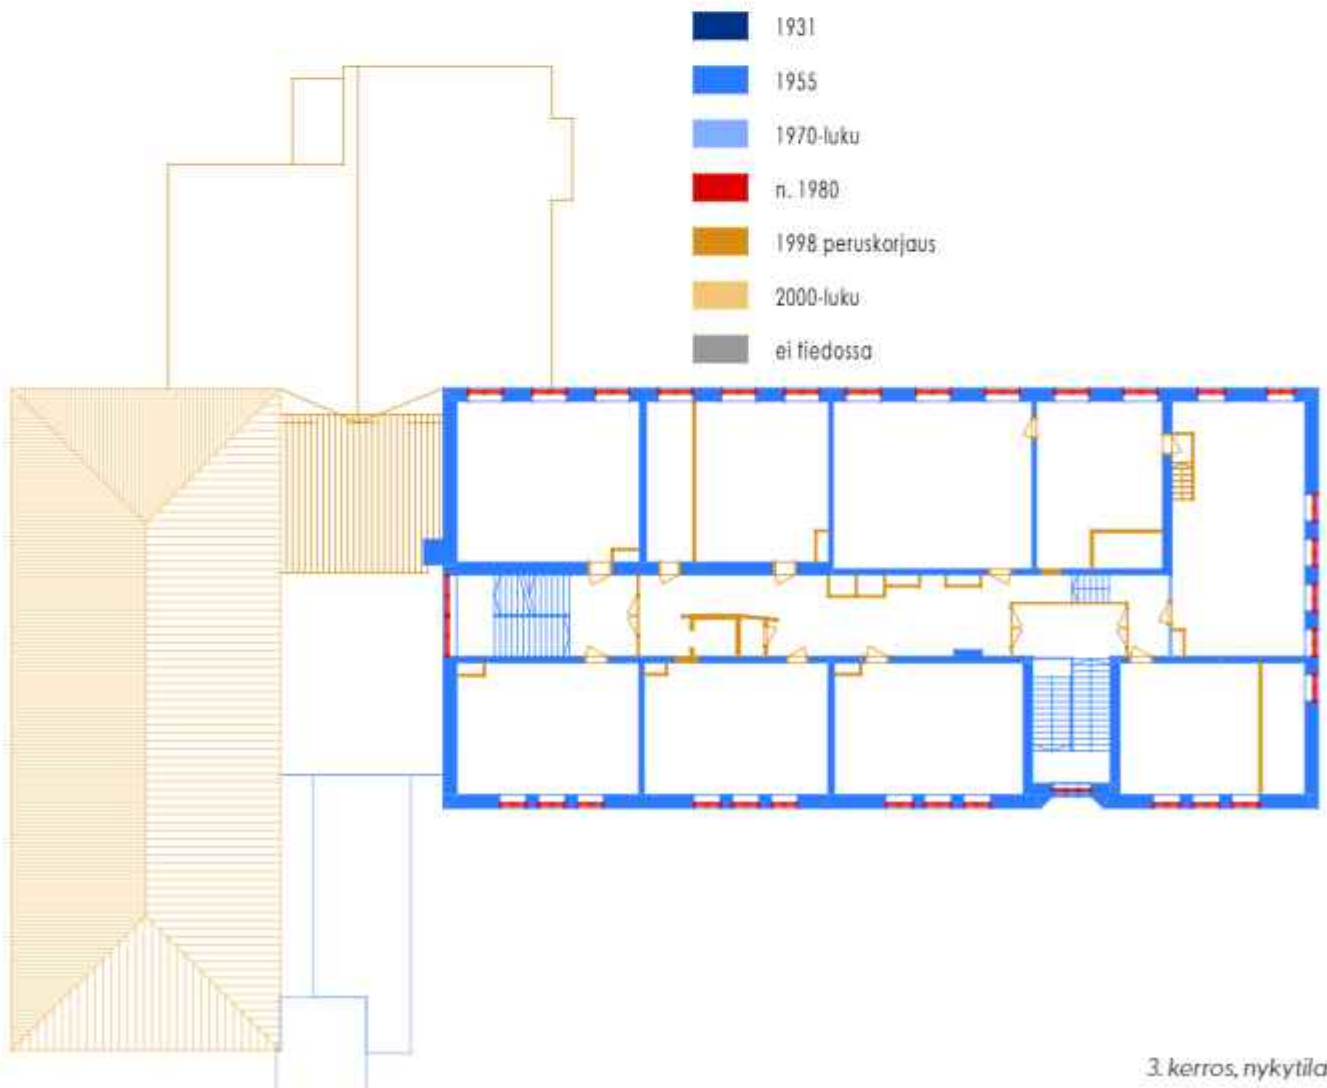 1931
1955
1970-luku
n. 1980
1998 peruskorjaus
2000-luku
ei tiedossa
3. kerros, nykytila